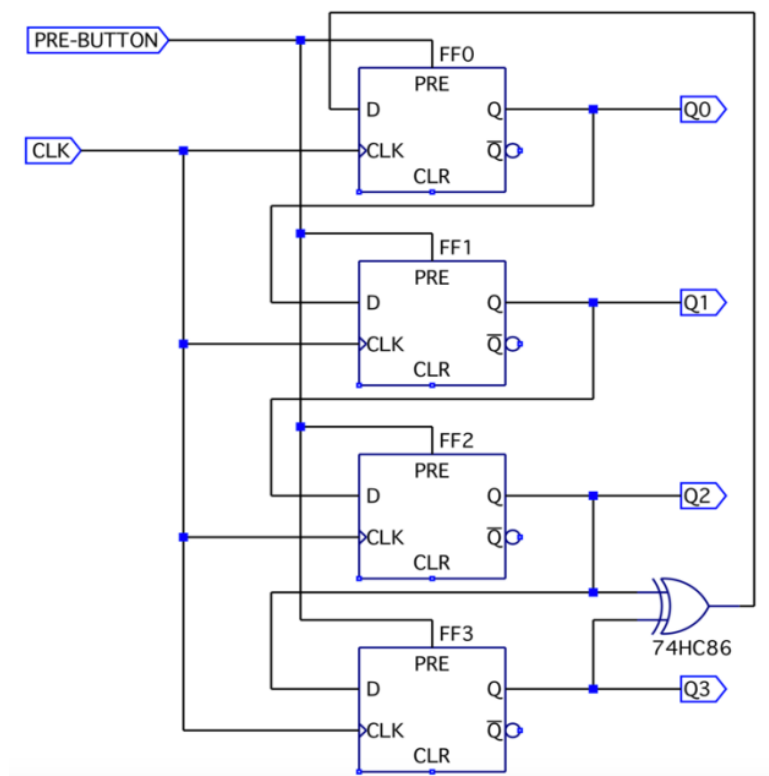 PRE-BUTTON
FF0
PRE
D
Q
Q0
CLK
CLK
Q
CLR
FF1
PRE
D
Q
Q1
CLK
Q
CLR
FF2
PRE
D
Q
Q2
CLK
Q
CLR
FF3
74HC86
PRE
D
Q
Q3
CLK
Q
CLR